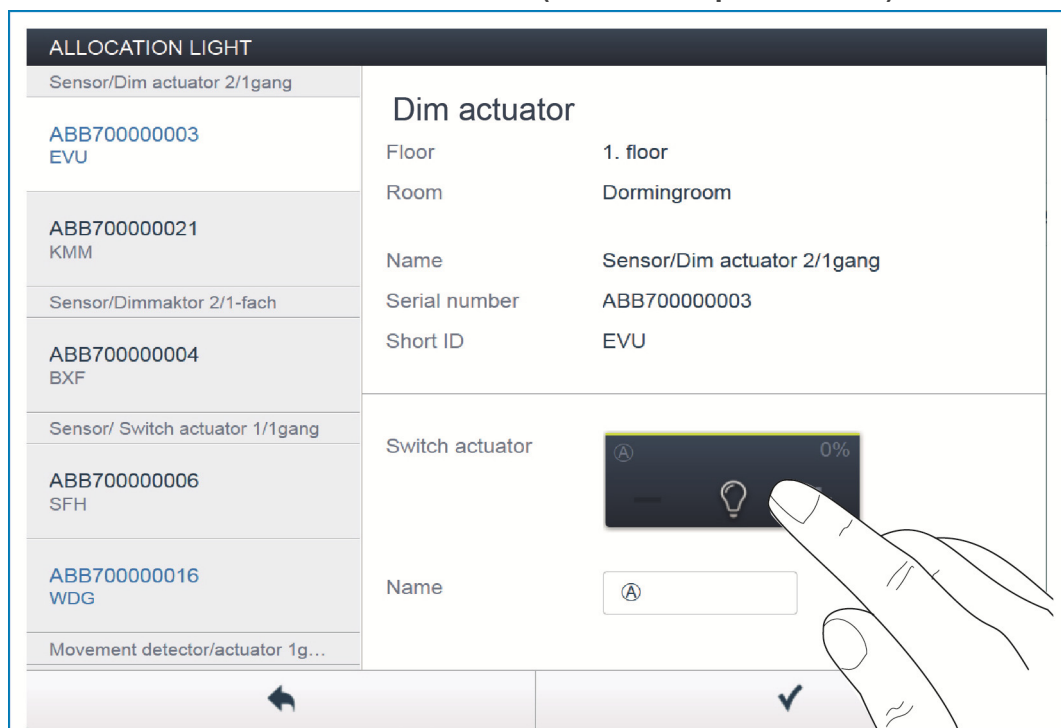 ALLOCATION LIGHT
Sensor/Dim actuator 2/1gang
ABB700000003
EVU
ABB700000021
KMM
Sensor/Dimmaktor 2/1-fach
ABB700000004
BXF
Sensor/ Switch actuator 1/1gang
ABB700000006
SFH
ABB700000016
WDG
Movement detector/actuator 1g...
Dim actuator
Floor 1. floor
Room Dormingroom
Name Sensor/Dim actuator 2/1gang
Serial number ABB700000003
Short ID EVU
Switch actuator Ⓐ 0%
Name Ⓐ